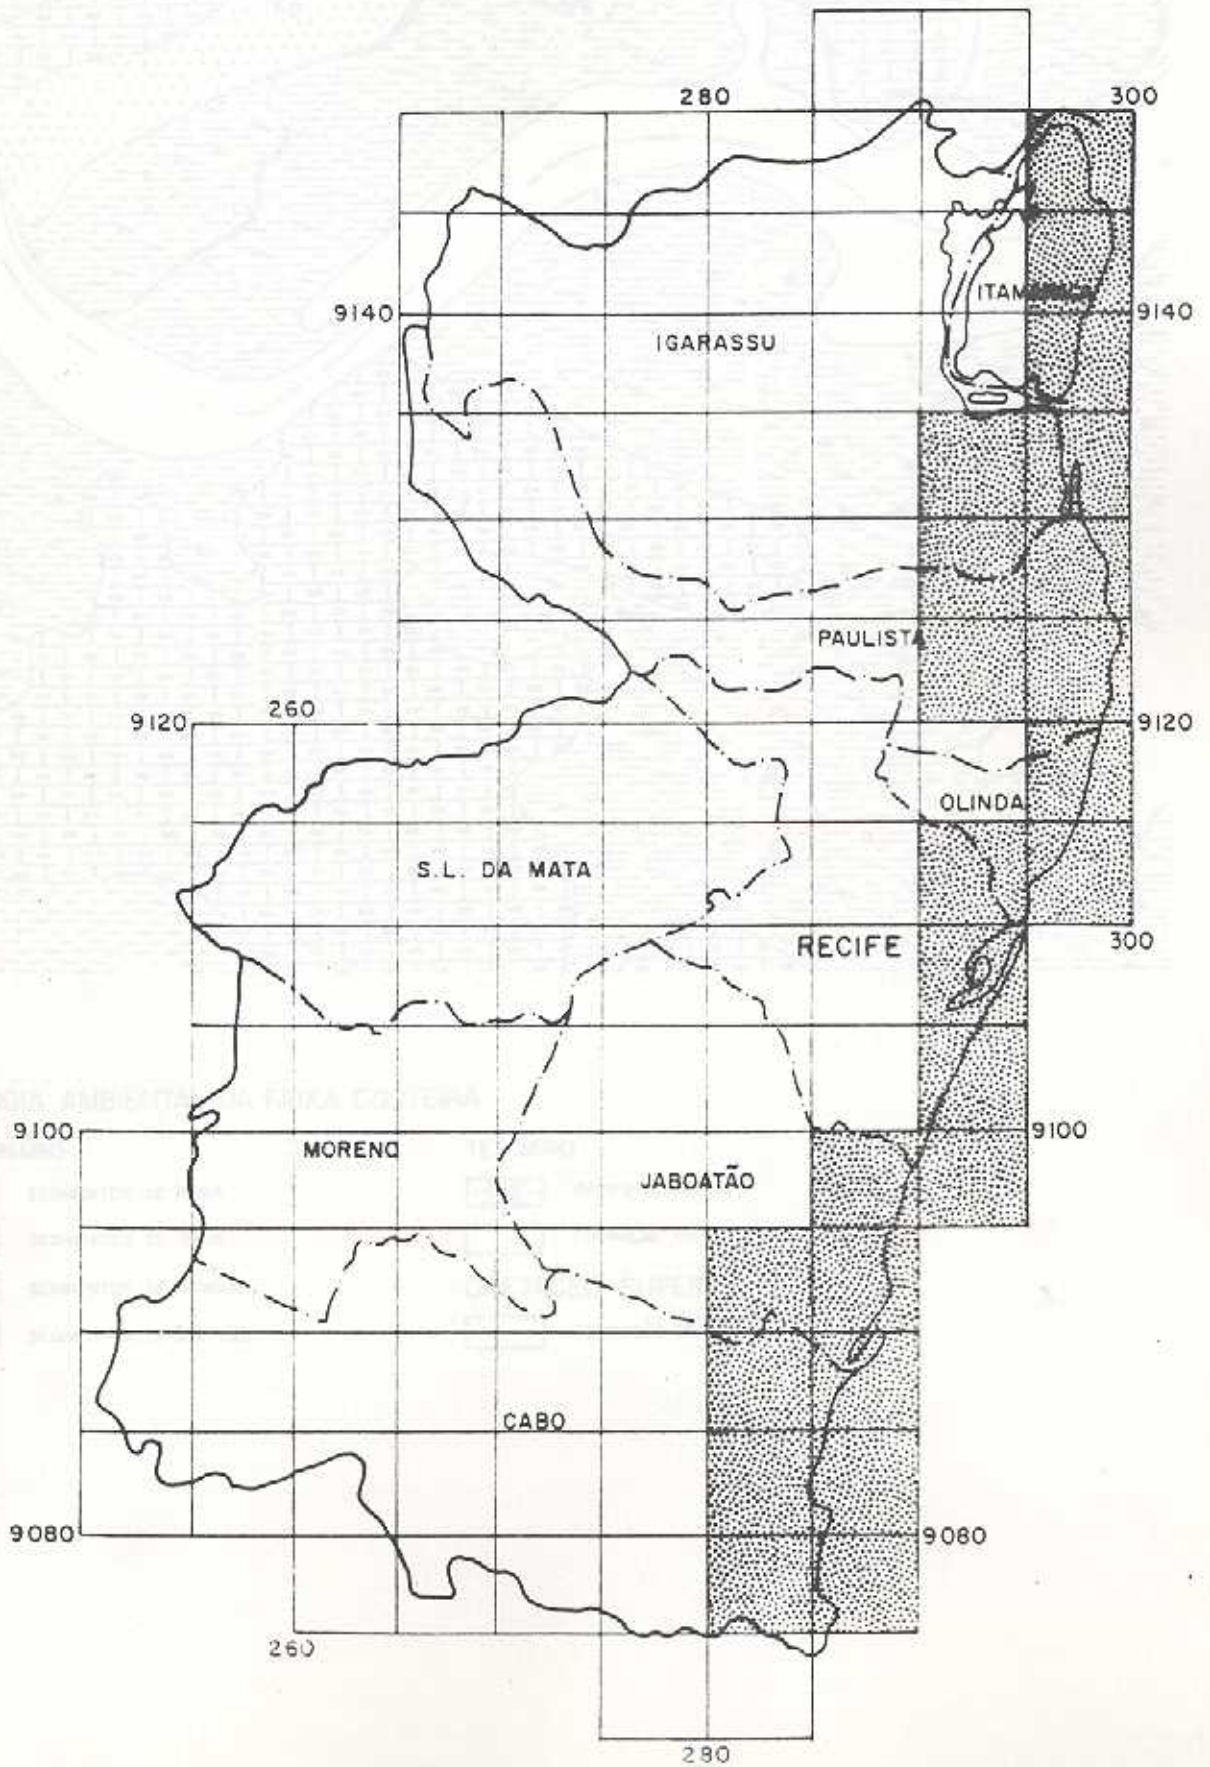 280 300
ITAMARACÁ
9140 9140
IGARASSU
PAULISTA
9120 260 9120
OLINDA
S.L. DA MATA
RECIFE 300
9100 MORENO 9100
JABOATÃO
CABO
9080 9080
260
280